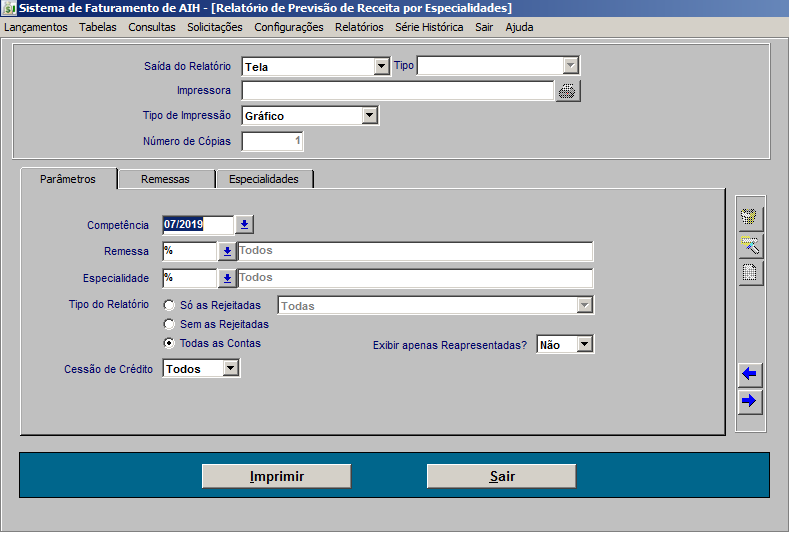 Sistema de Faturamento de AIH - [Relatório de Previsão de Receita por Especialidades]
Lançamentos Tabelas Consultas Solicitações Configurações Relatórios Série Histórica Sair Ajuda
Saída do Relatório Tela Tipo
Impressora
Tipo de Impressão Gráfico
Número de Cópias 1
Parâmetros Remessas Especialidades
Competência 07/2019
Remessa % Todos
Especialidade % Todos
Tipo do Relatório Só as Rejeitadas Todas
Sem as Rejeitadas
Todas as Contas Exibir apenas Reapresentadas? Não
Cessão de Crédito Todos
Imprimir Sair